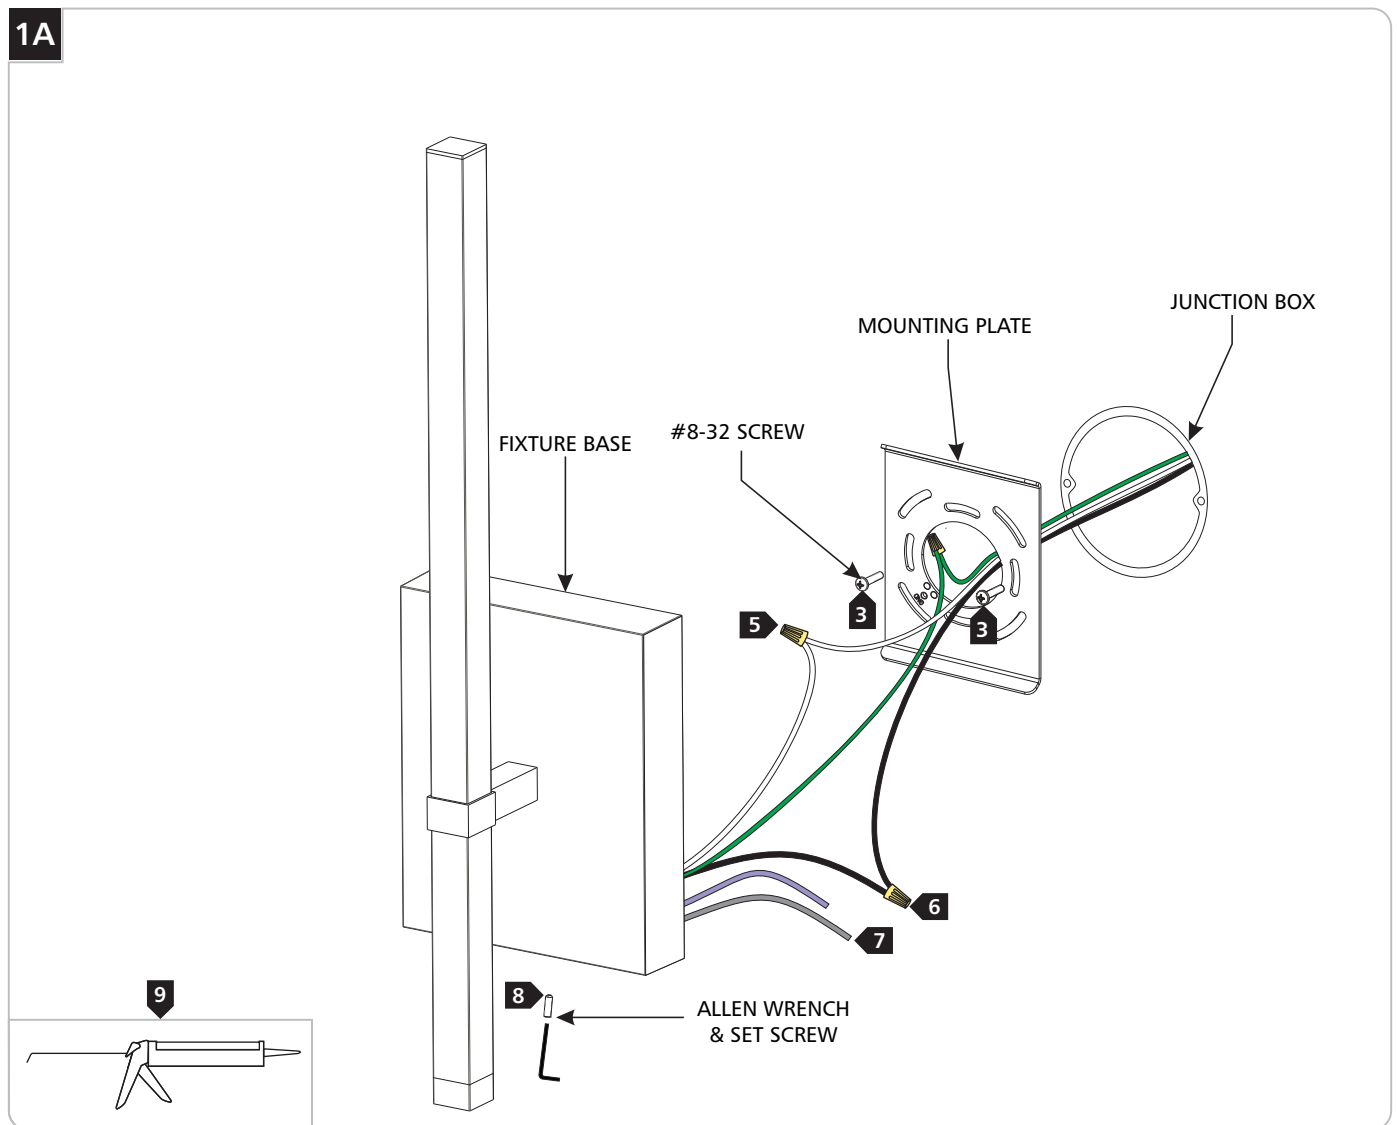 1A
JUNCTION BOX
MOUNTING PLATE
#8-32 SCREW
FIXTURE BASE
3
5
3
6
7
8
9
ALLEN WRENCH
& SET SCREW